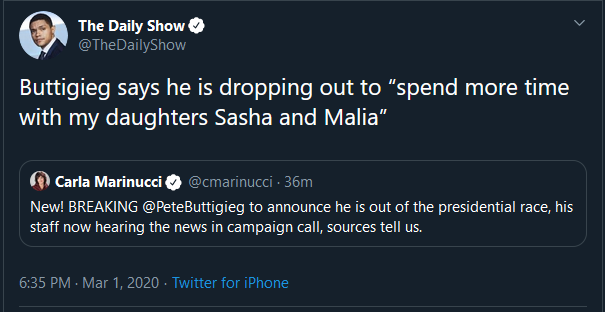 The Daily Show
@TheDailyShow
Buttigieg says he is dropping out to “spend more time
with my daughters Sasha and Malia”
Carla Marinucci @cmarinucci · 36m
New! BREAKING @PeteButtigieg to announce he is out of the presidential race, his
staff now hearing the news in campaign call, sources tell us.
6:35 PM · Mar 1, 2020 · Twitter for iPhone